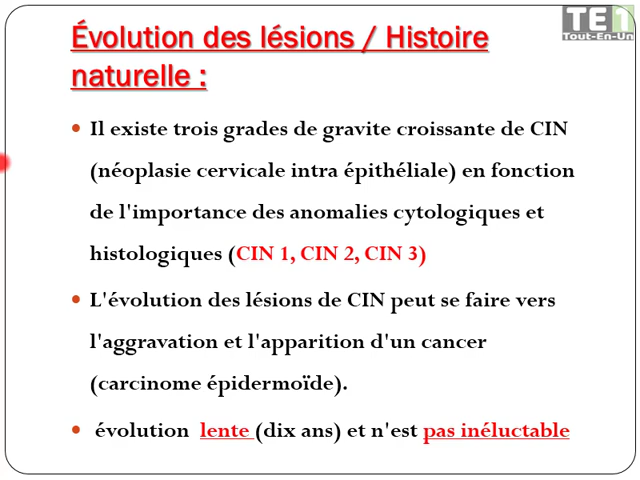 TE1
Tout-En-Un
Évolution des lésions / Histoire
naturelle :
• Il existe trois grades de gravite croissante de CIN
(néoplasie cervicale intra épithéliale) en fonction
de l'importance des anomalies cytologiques et
histologiques (CIN 1, CIN 2, CIN 3)
• L'évolution des lésions de CIN peut se faire vers
l'aggravation et l'apparition d'un cancer
(carcinome épidermoïde).
• évolution lente (dix ans) et n'est pas inéluctable